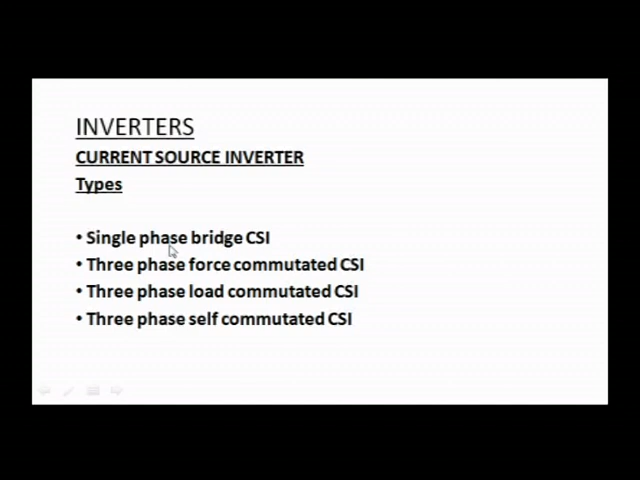 INVERTERS
CURRENT SOURCE INVERTER
Types
• Single phase bridge CSI
• Three phase force commutated CSI
• Three phase load commutated CSI
• Three phase self commutated CSI